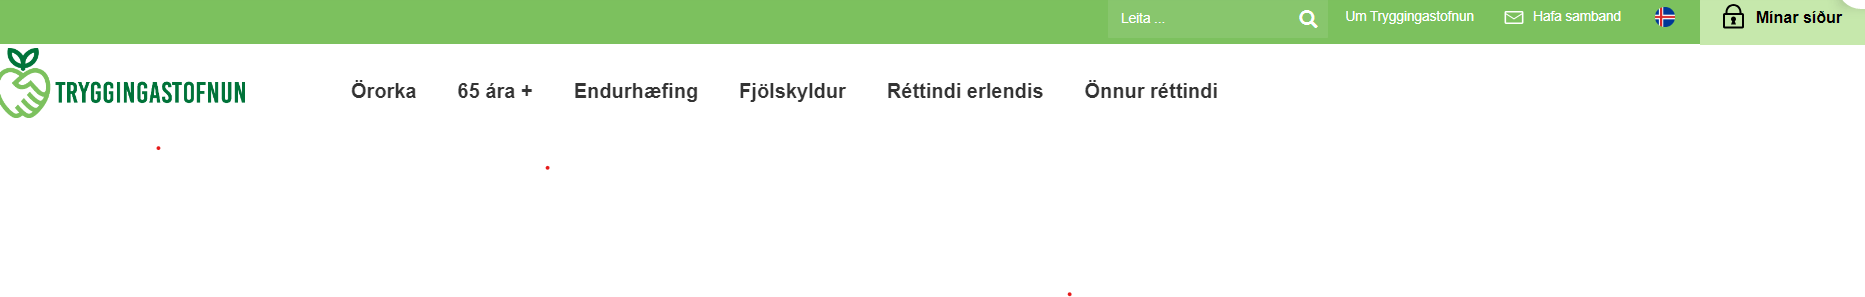 Leita ... Um Tryggingastofnun Hafa samband Mínar síður
TRYGGINGASTOFNUN Örorka 65 ára + Endurhæfing Fjölskyldur Réttindi erlendis Önnur réttindi